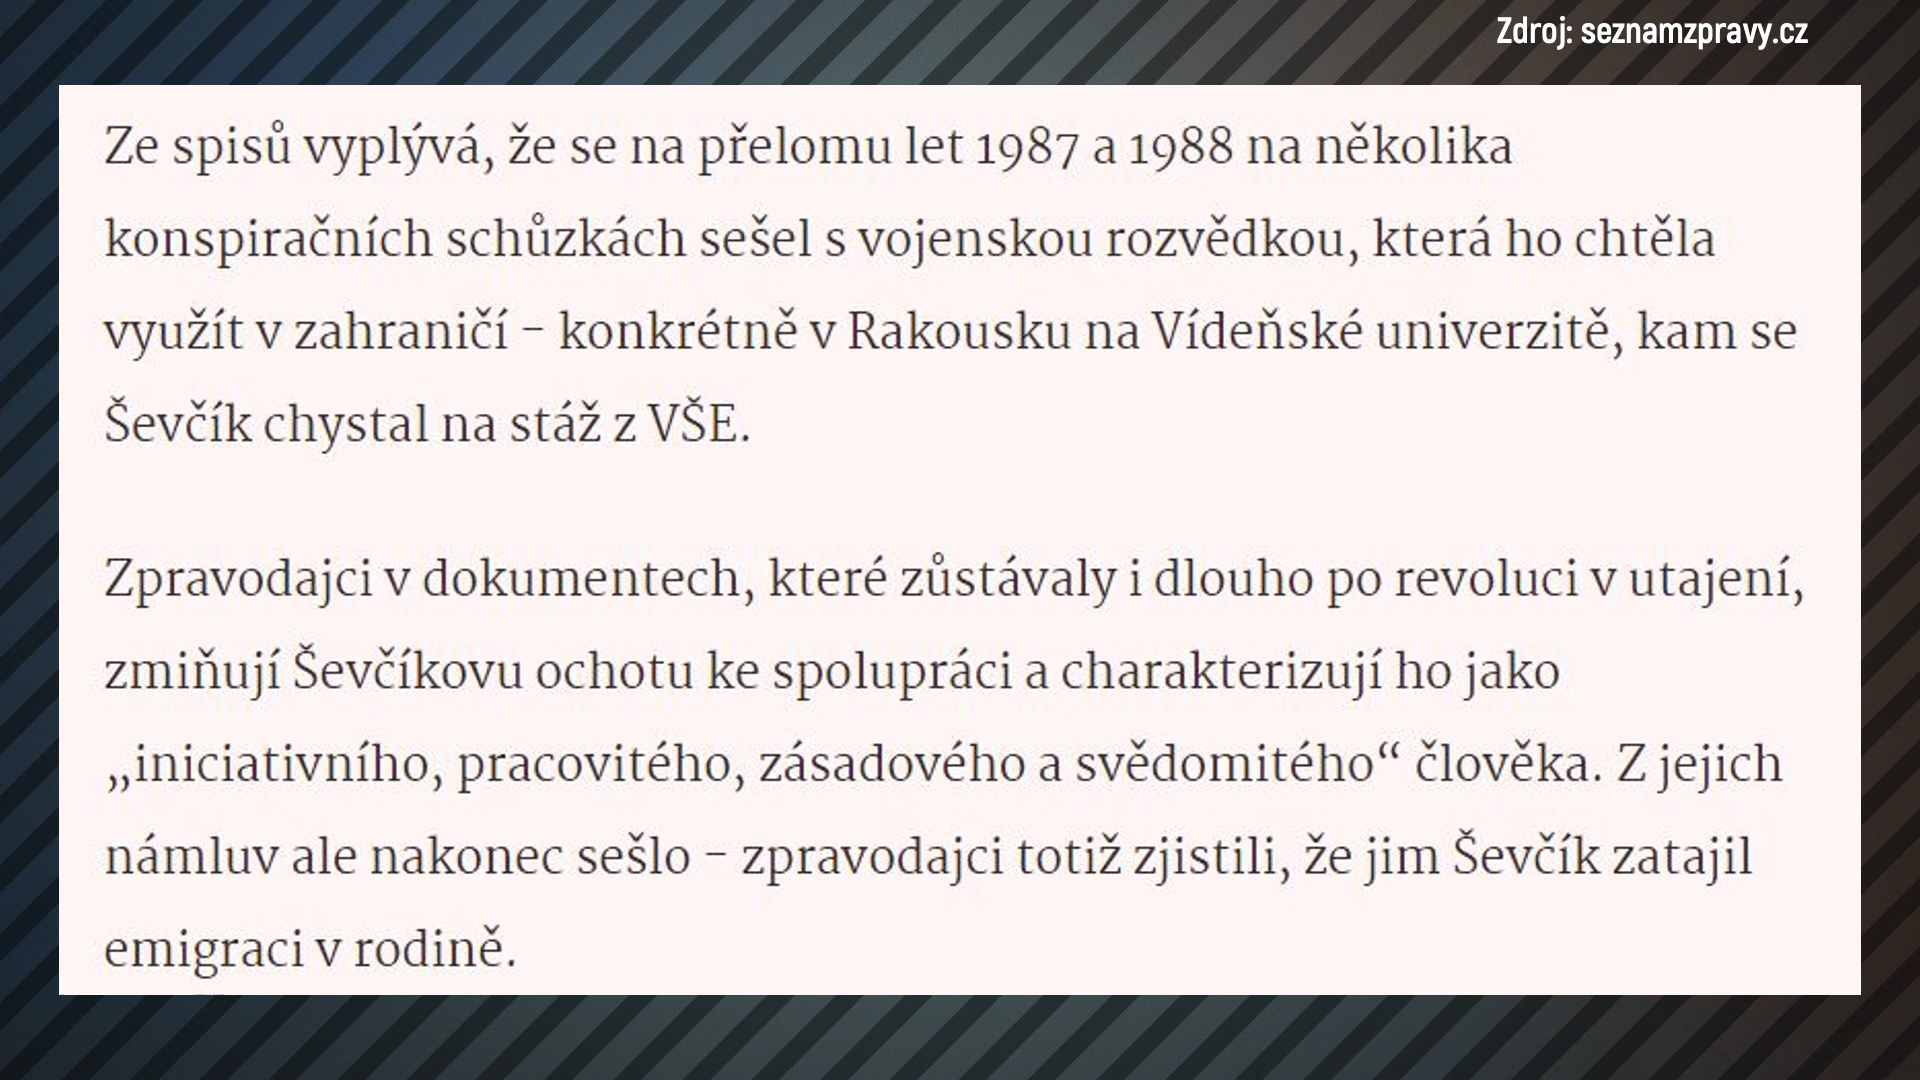 Zdroj: seznamzpravy.cz
Ze spisů vyplývá, že se na přelomu let 1987 a 1988 na několika
konspiračních schůzkách sešel s vojenskou rozvědkou, která ho chtěla
využít v zahraničí – konkrétně v Rakousku na Vídeňské univerzitě, kam se
Ševčík chystal na stáž z VŠE.
Zpravodajci v dokumentech, které zůstávaly i dlouho po revoluci v utajení,
zmiňují Ševčíkovu ochotu ke spolupráci a charakterizují ho jako
„iniciativního, pracovitého, zásadového a svědomitého“ člověka. Z jejich
námluv ale nakonec sešlo – zpravodajci totiž zjistili, že jim Ševčík zatajil
emigraci v rodině.